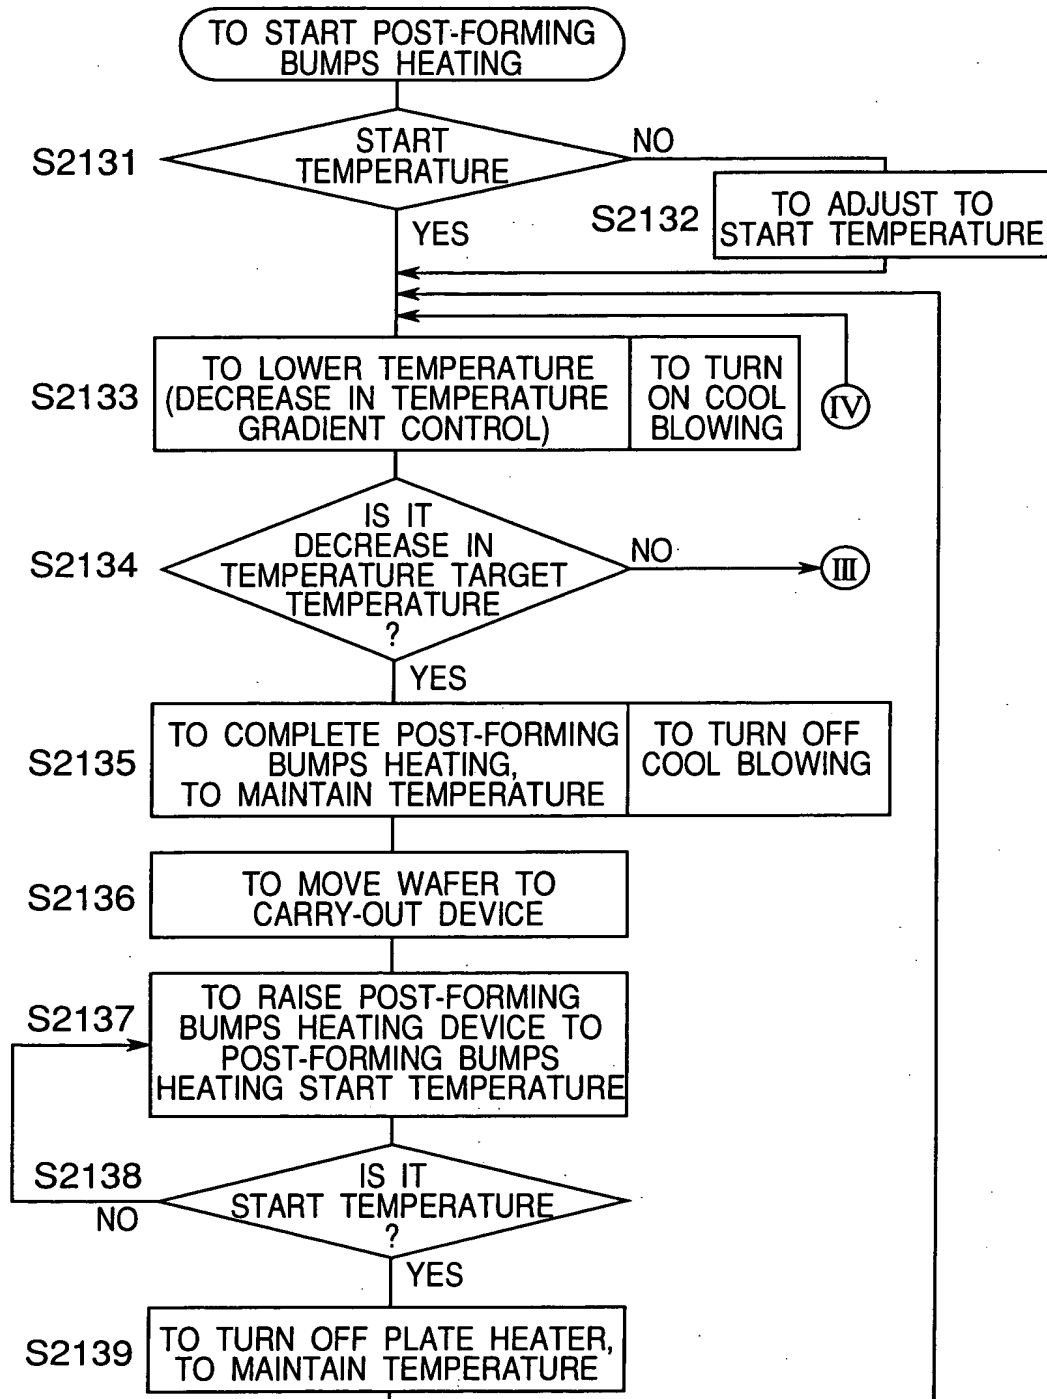 TO START POST-FORMING
BUMPS HEATING
S2131
START
TEMPERATURE
NO
YES
S2132
TO ADJUST TO
START TEMPERATURE
S2133
TO LOWER TEMPERATURE
(DECREASE IN TEMPERATURE
GRADIENT CONTROL)
TO TURN
ON COOL
BLOWING
IV
S2134
IS IT
DECREASE IN
TEMPERATURE TARGET
TEMPERATURE
?
NO
III
YES
S2135
TO COMPLETE POST-FORMING
BUMPS HEATING,
TO MAINTAIN TEMPERATURE
TO TURN OFF
COOL BLOWING
S2136
TO MOVE WAFER TO
CARRY-OUT DEVICE
S2137
TO RAISE POST-FORMING
BUMPS HEATING DEVICE TO
POST-FORMING BUMPS
HEATING START TEMPERATURE
S2138
NO
IS IT
START TEMPERATURE
?
YES
S2139
TO TURN OFF PLATE HEATER,
TO MAINTAIN TEMPERATURE